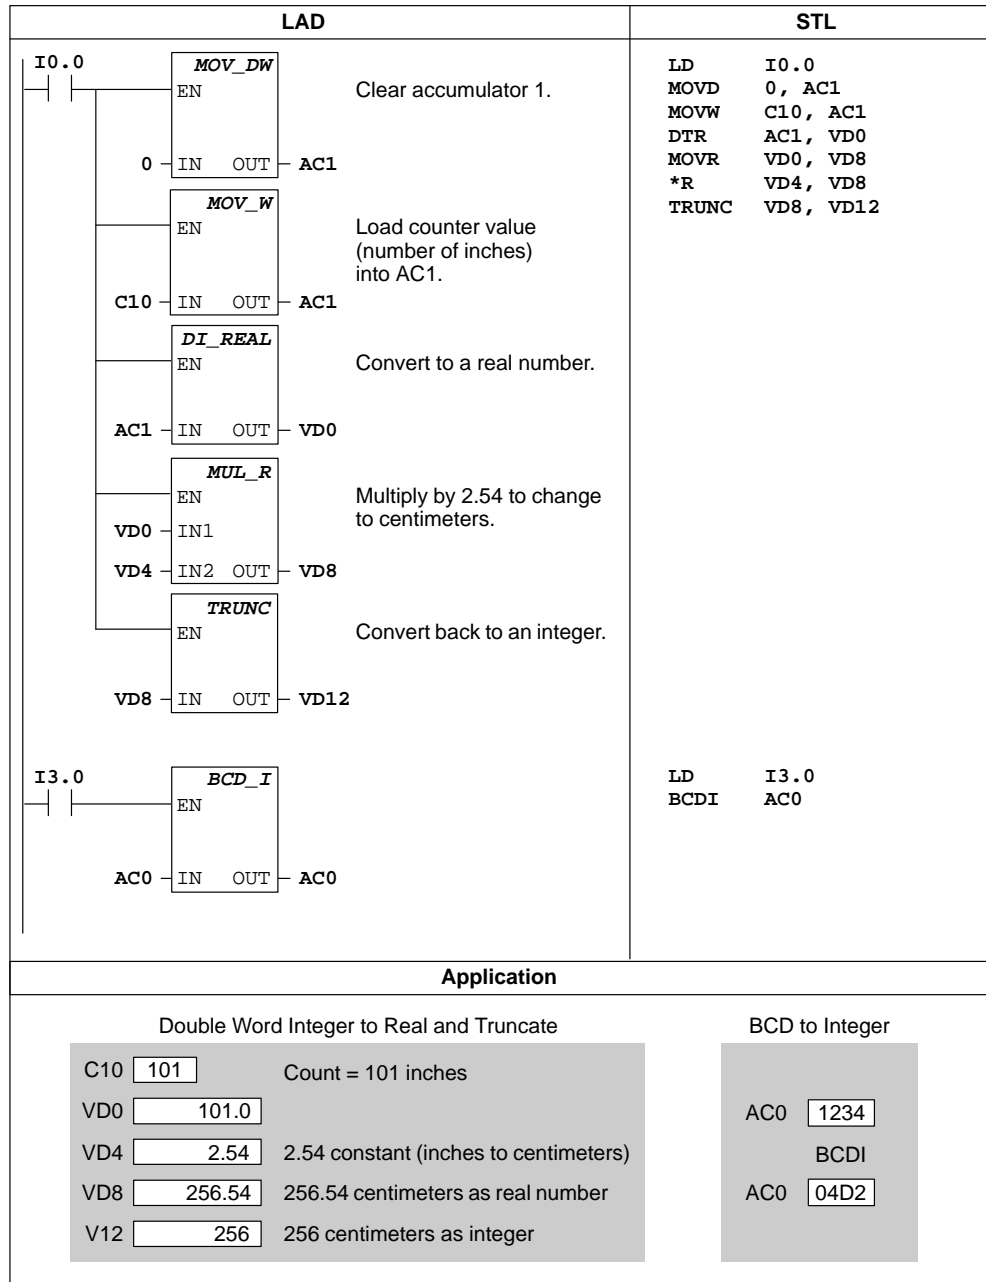 LAD
STL
I0.0
MOV_DW
EN
Clear accumulator 1.
0 IN OUT AC1
MOV_W
EN
Load counter value
(number of inches)
into AC1.
C10 IN OUT AC1
DI_REAL
EN
Convert to a real number.
AC1 IN OUT VD0
MUL_R
EN
Multiply by 2.54 to change
to centimeters.
VD0 IN1
VD4 IN2 OUT VD8
TRUNC
EN
Convert back to an integer.
VD8 IN OUT VD12
LD I0.0
MOVD 0, AC1
MOVW C10, AC1
DTR AC1, VD0
MOVR VD0, VD8
*R VD4, VD8
TRUNC VD8, VD12
I3.0
BCD_I
EN
AC0 IN OUT AC0
LD I3.0
BCDI AC0
Application
Double Word Integer to Real and Truncate
C10 101 Count = 101 inches
VD0 101.0
VD4 2.54 2.54 constant (inches to centimeters)
VD8 256.54 256.54 centimeters as real number
V12 256 256 centimeters as integer
BCD to Integer
AC0 1234
BCDI
AC0 04D2